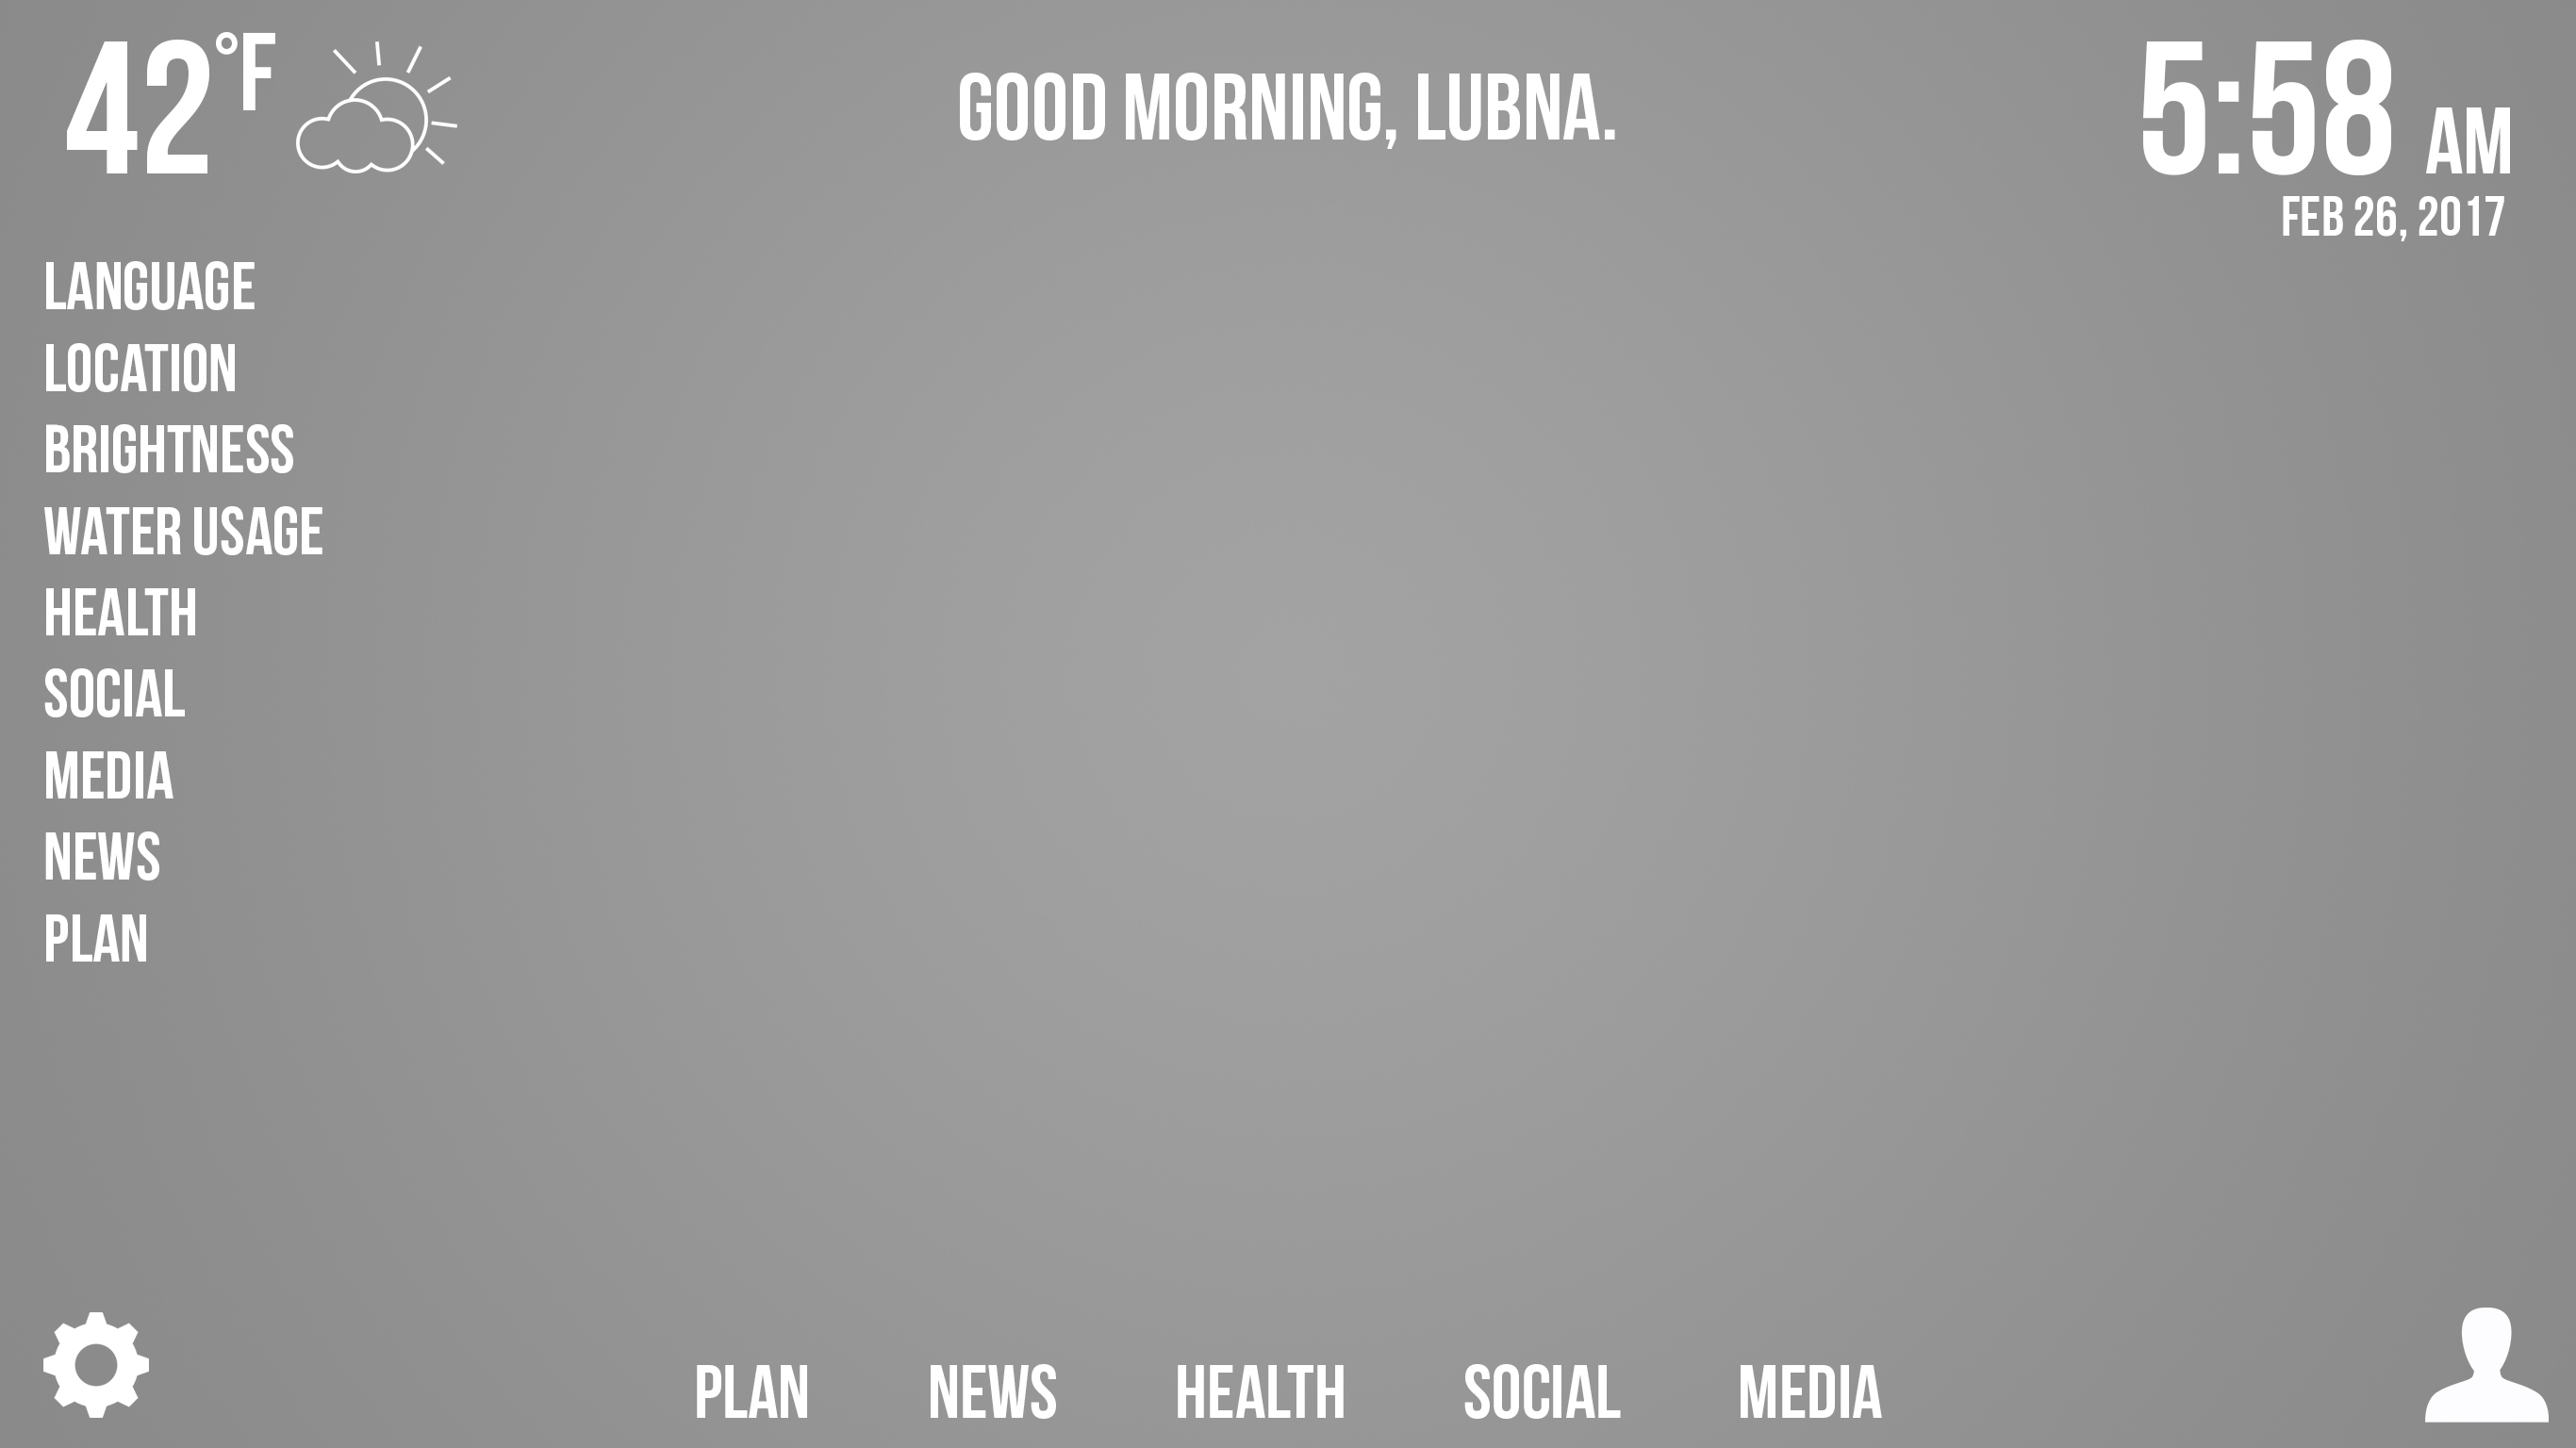 42°F
GOOD MORNING, LUBNA.
5:58 AM
FEB 26, 2017
LANGUAGE
LOCATION
BRIGHTNESS
WATER USAGE
HEALTH
SOCIAL
MEDIA
NEWS
PLAN
PLAN NEWS HEALTH SOCIAL MEDIA